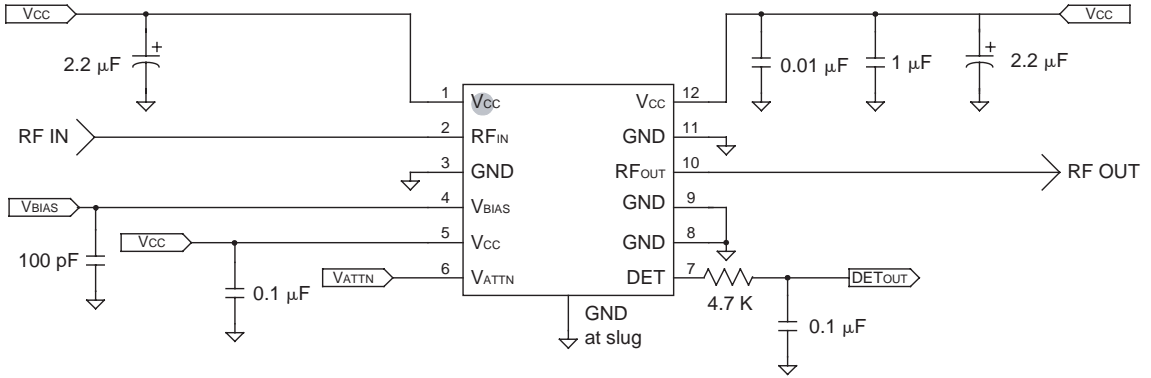 VCC
2.2 µF
VCC
0.01 µF
1 µF
2.2 µF
1
VCC
VCC
12
RF IN
2
RFIN
GND
11
3
GND
RFOUT
10
RF OUT
VBIAS
4
VBIAS
GND
9
100 pF
VCC
5
VCC
GND
8
0.1 µF
VATTN
6
VATTN
DET
7
4.7 K
DETOUT
0.1 µF
GND
at slug